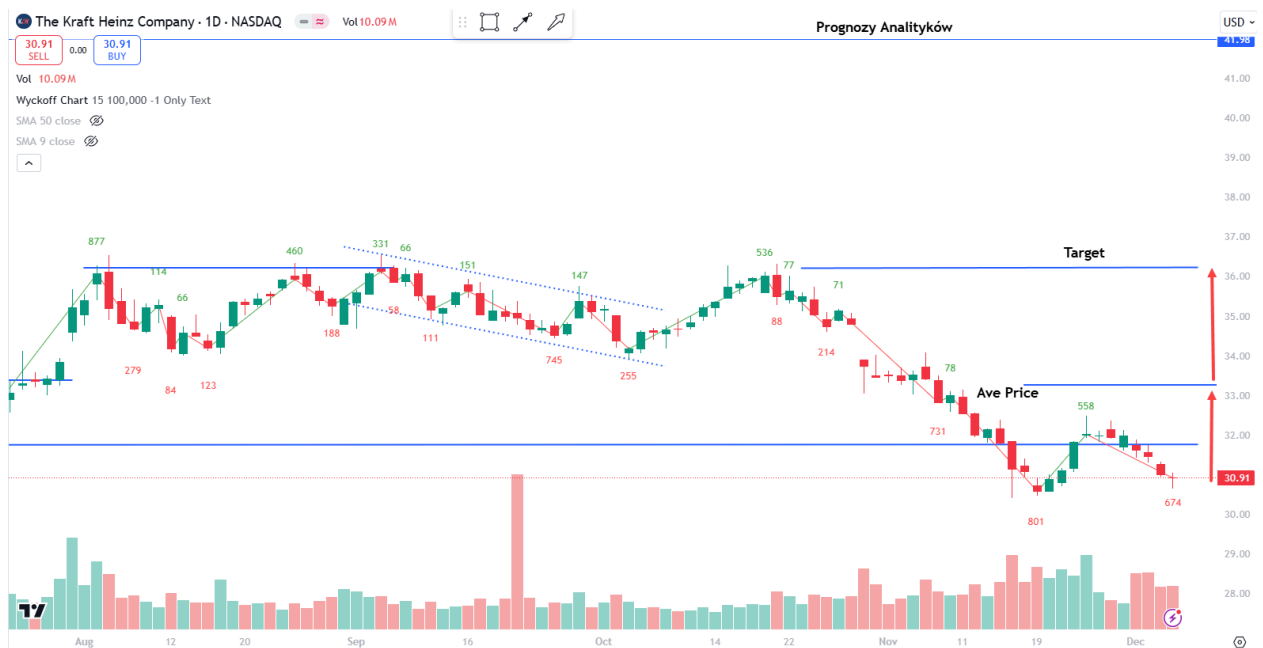 The Kraft Heinz Company · 1D · NASDAQ Vol 10.09 M
Prognozy Analityków
USD
30.91 SELL 0.00 30.91 BUY
41.98
Vol 10.09 M
41.00
Wyckoff Chart 15 100,000 -1 Only Text
SMA 50 close
40.00
SMA 9 close
39.00
38.00
37.00
877 460 331 66 536
Target
114 151 77
36.00
66 147 71
35.00
188 58 111 88
34.00
279 745 214
84 123 255 78
33.00
Ave Price
558
731
32.00
30.91
674
30.00
801
29.00
28.00
Aug 12 20 Sep 16 Oct 14 22 Nov 11 19 Dec